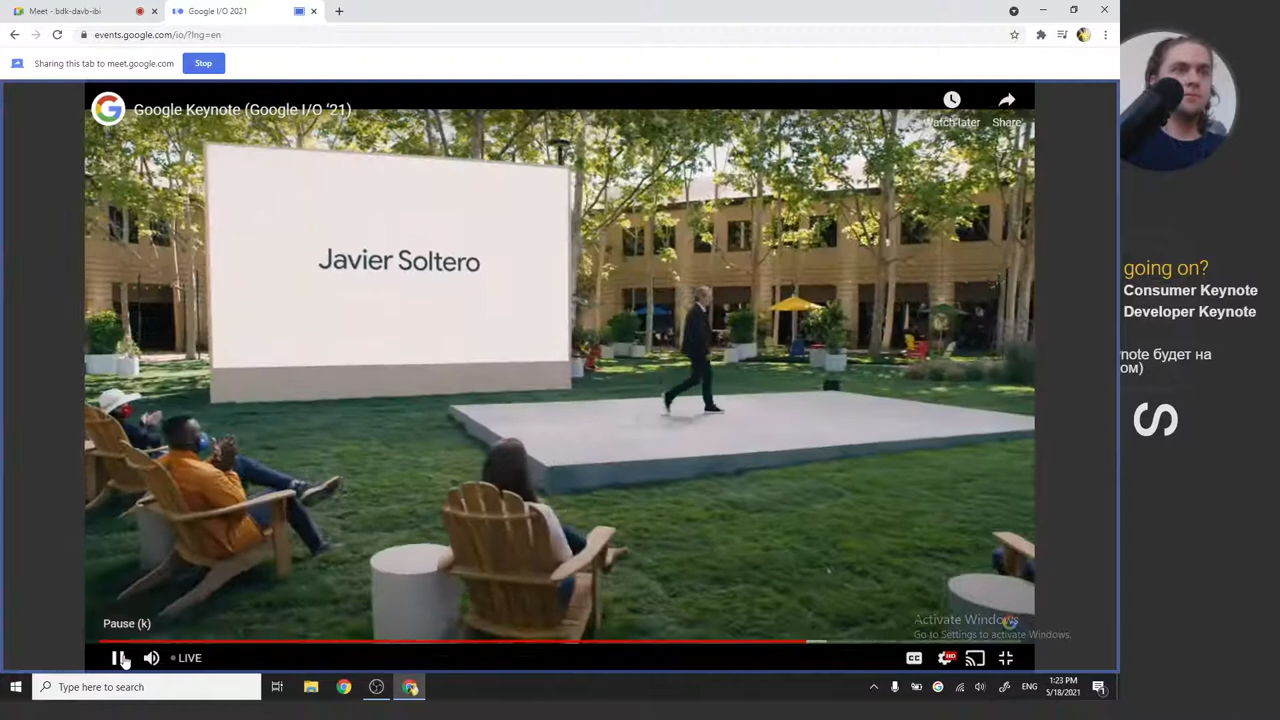 Meet - bdk-davb-ibi
Google I/O 2021
events.google.com/io/?lng=en
Sharing this tab to meet.google.com
Stop
Google Keynote (Google I/O '21)
Watch later
Share
Javier Soltero
going on?
Consumer Keynote
Developer Keynote
note будет на
ом)
Pause (k)
LIVE
CC
HD
Activate Windows
Go to Settings to activate Windows.
Type here to search
ENG
1:23 PM
5/18/2021
1